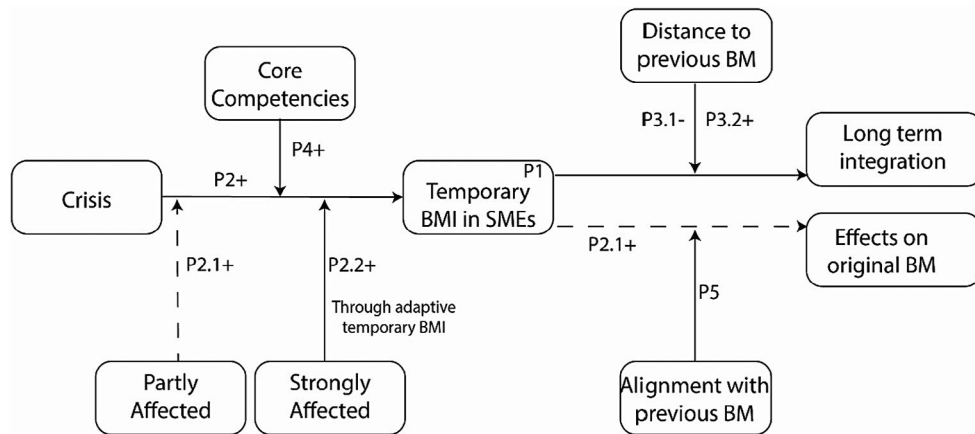 Distance to
previous BM
Core
Competencies
P3.1-
P3.2+
Long term
integration
P4+
P1
P2+
Crisis
Temporary
BMI in SMEs
Effects on
original BM
P2.1+
P2.1+
P2.2+
P5
Through adaptive
temporary BMI
Partly
Affected
Strongly
Affected
Alignment with
previous BM